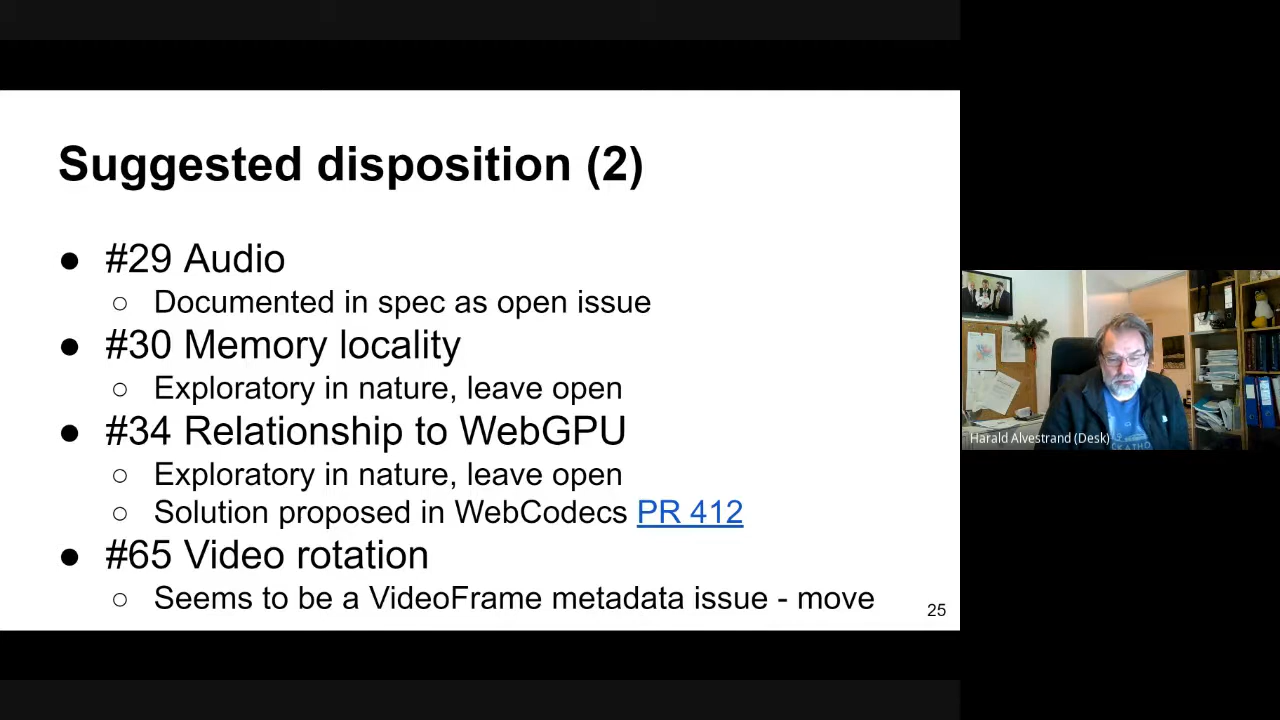 Suggested disposition (2)
● #29 Audio
○ Documented in spec as open issue
● #30 Memory locality
○ Exploratory in nature, leave open
● #34 Relationship to WebGPU
○ Exploratory in nature, leave open
○ Solution proposed in WebCodecs PR 412
● #65 Video rotation
○ Seems to be a VideoFrame metadata issue - move
25
Harald Alvestrand (Desk)